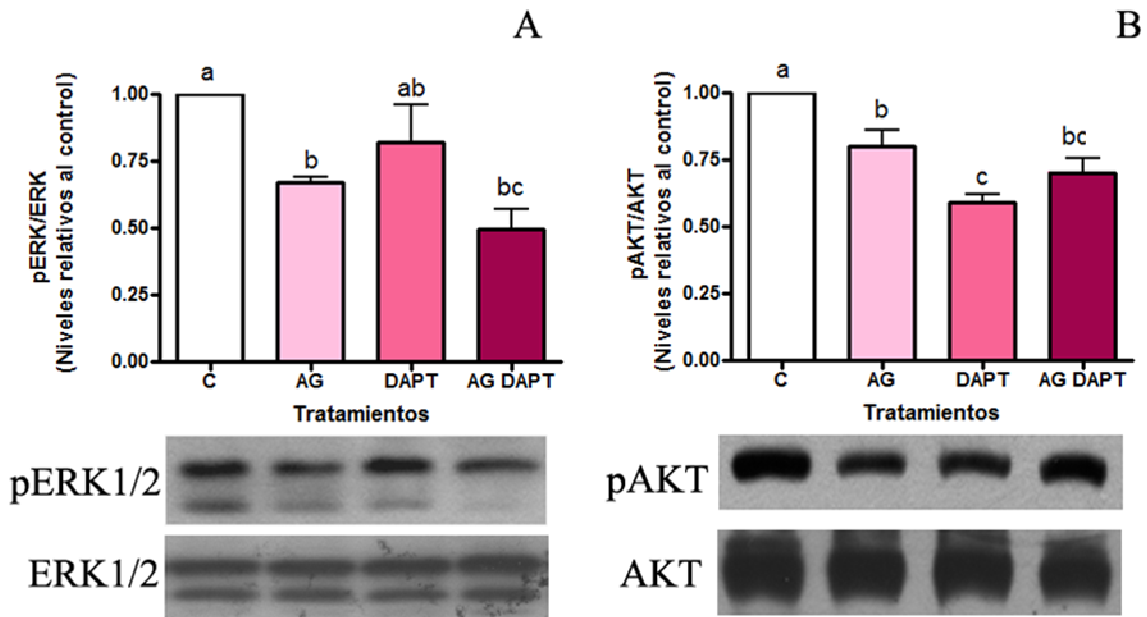 A
pERK/ERK
(Niveles relativos al control)
1.00
0.75
0.50
0.25
0.00
a
b
ab
bc
C
AG
DAPT
AG DAPT
Tratamientos
pERK1/2
ERK1/2
B
pAKT/AKT
(Niveles relativos al control)
1.00
0.75
0.50
0.25
0.00
a
b
c
bc
C
AG
DAPT
AG DAPT
Tratamientos
pAKT
AKT